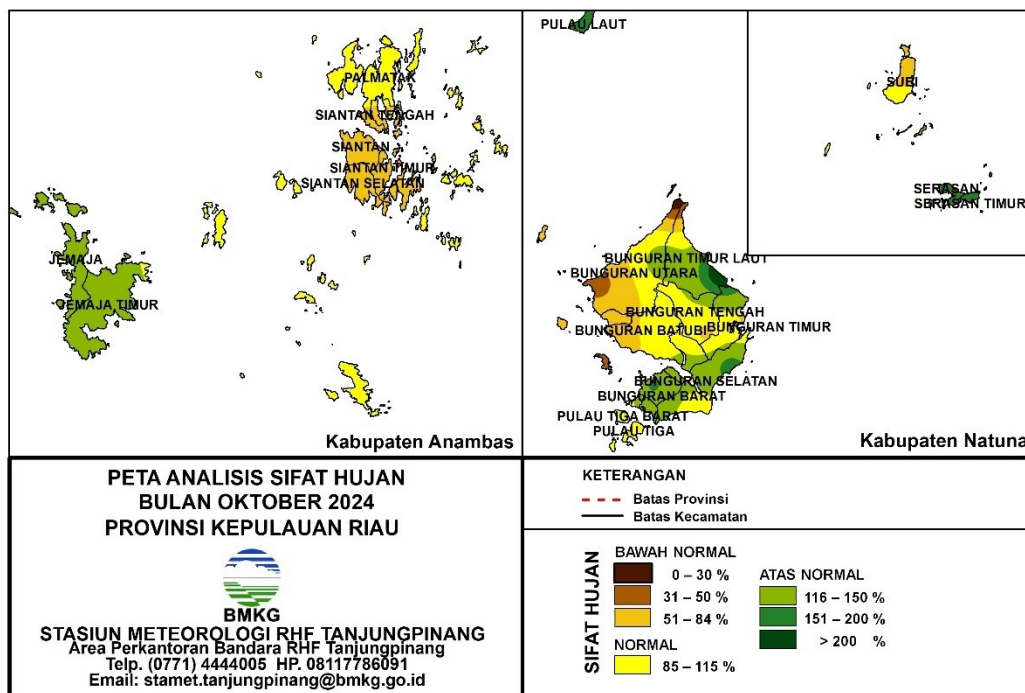 PALMATAK
SIANTAN TENGAH
SIANTAN
SIANTAN TIMUR
SIANTAN SELATAN
JEMAJA
JEMAJA TIMUR
Kabupaten Anambas
PULAU LAUT
SUBI
SERASAN
SERASAN TIMUR
BUNGURAN TIMUR LAUT
BUNGURAN UTARA
BUNGURAN TENGAH
BUNGURAN BATUBI
BUNGURAN TIMUR
BUNGURAN SELATAN
BUNGURAN BARAT
PULAU TIGA BARAT
PULAU TIGA
Kabupaten Natuna
PETA ANALISIS SIFAT HUJAN
BULAN OKTOBER 2024
PROVINSI KEPULAUAN RIAU
BMKG
STASIUN METEOROLOGI RHF TANJUNGPINANG
Area Perkantoran Bandara RHF Tanjungpinang
Telp. (0771) 4444005 HP. 08117786091
Email: stamet.tanjungpinang@bmkg.go.id
KETERANGAN
Batas Provinsi
Batas Kecamatan
SIFAT HUJAN
BAWAH NORMAL
0 – 30 %
31 – 50 %
51 – 84 %
NORMAL
85 – 115 %
ATAS NORMAL
116 – 150 %
151 – 200 %
> 200 %